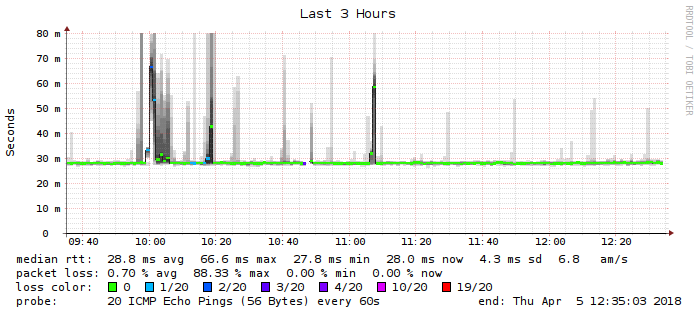 Last 3 Hours
80 m
70 m
60 m
50 m
40 m
30 m
20 m
10 m
0
Seconds
09:40 10:00 10:20 10:40 11:00 11:20 11:40 12:00 12:20
median rtt: 28.8 ms avg 66.6 ms max 27.8 ms min 28.0 ms now 4.3 ms sd 6.8 am/s
packet loss: 0.70 % avg 88.33 % max 0.00 % min 0.00 % now
loss color: 0 1/20 2/20 3/20 4/20 10/20 19/20
probe: 20 ICMP Echo Pings (56 Bytes) every 60s end: Thu Apr 5 12:35:03 2018
RRDTOOL / TOBI OETIKER